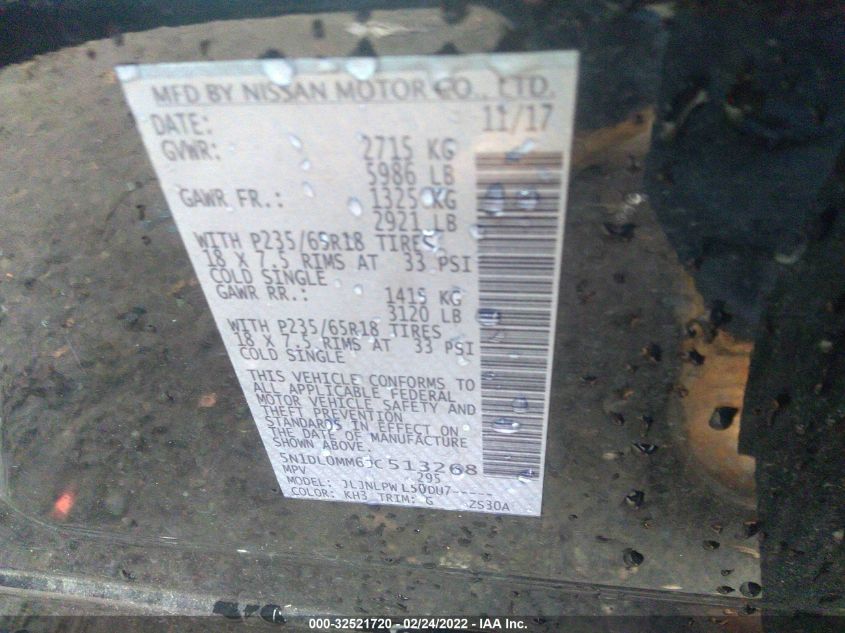 MFD BY NISSAN MOTOR CO., LTD.
DATE: 11/17
GVWR: 2715 KG
5986 LB
GAWR FR.: 1325 KG
2921 LB
WITH P235/65R18 TIRES
18 X 7.5 RIMS AT 33 PSI
COLD SINGLE
GAWR RR.: 1415 KG
3120 LB
WITH P235/65R18 TIRES
18 X 7.5 RIMS AT 33 PSI
COLD SINGLE
THIS VEHICLE CONFORMS TO
ALL APPLICABLE FEDERAL
MOTOR VEHICLE SAFETY AND
THEFT PREVENTION
STANDARDS IN EFFECT ON
THE DATE OF MANUFACTURE
SHOWN ABOVE.
5N1DL0MM6JC513268
MPV 295
MODEL: JLJNLPWL50DU7-----
COLOR: KH3 TRIM: G ZS30A
000-32521720 - 02/24/2022 - IAA Inc.